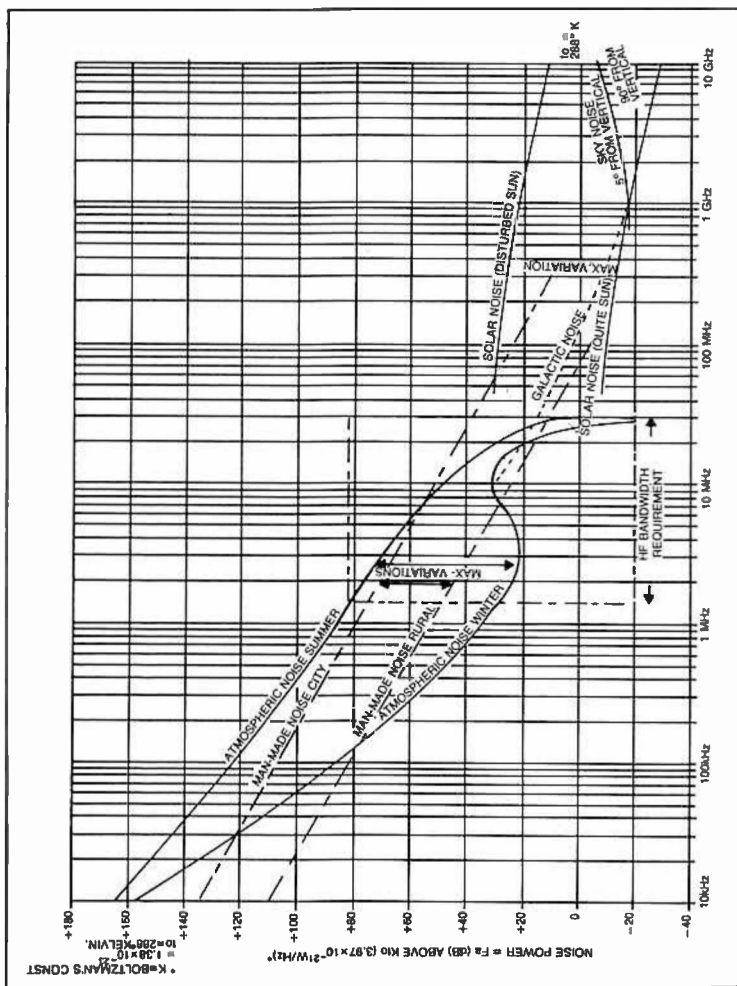 * K=BOLTZMAN'S CONST
= 1.38×10⁻²³
to=288°KELVIN.
NOISE POWER = Fa (dB) ABOVE Kto (3.97×10⁻²¹W/Hz)*
+180
+160
+140
+120
+100
+80
+60
+40
+20
0
-20
-40
10kHz
100kHz
1 MHz
10 MHz
100 MHz
1 GHz
10 GHz
ATMOSPHERIC NOISE SUMMER
MAN-MADE NOISE CITY
MAN-MADE NOISE RURAL
ATMOSPHERIC NOISE WINTER
MAX- VARIATIONS
HF BANDWIDTH
REQUIREMENT
SOLAR NOISE (DISTURBED SUN)
MAX, VARIATION
GALACTIC NOISE
SOLAR NOISE (QUITE SUN)
SKY NOISE
5° FROM VERTICAL
90° FROM
VERTICAL
to =
288° K